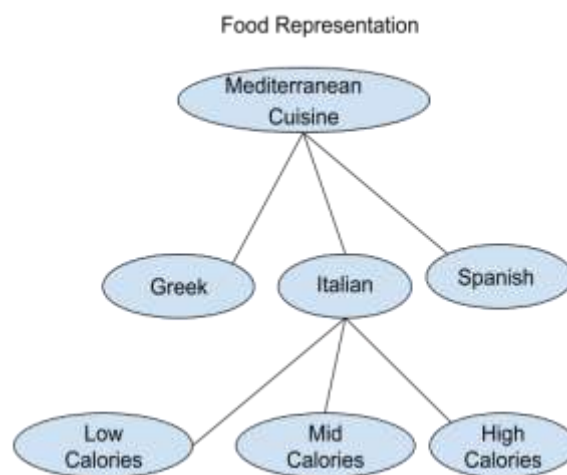 Food Representation
Mediterranean
Cuisine
Greek
Italian
Spanish
Low
Calories
Mid
Calories
High
Calories